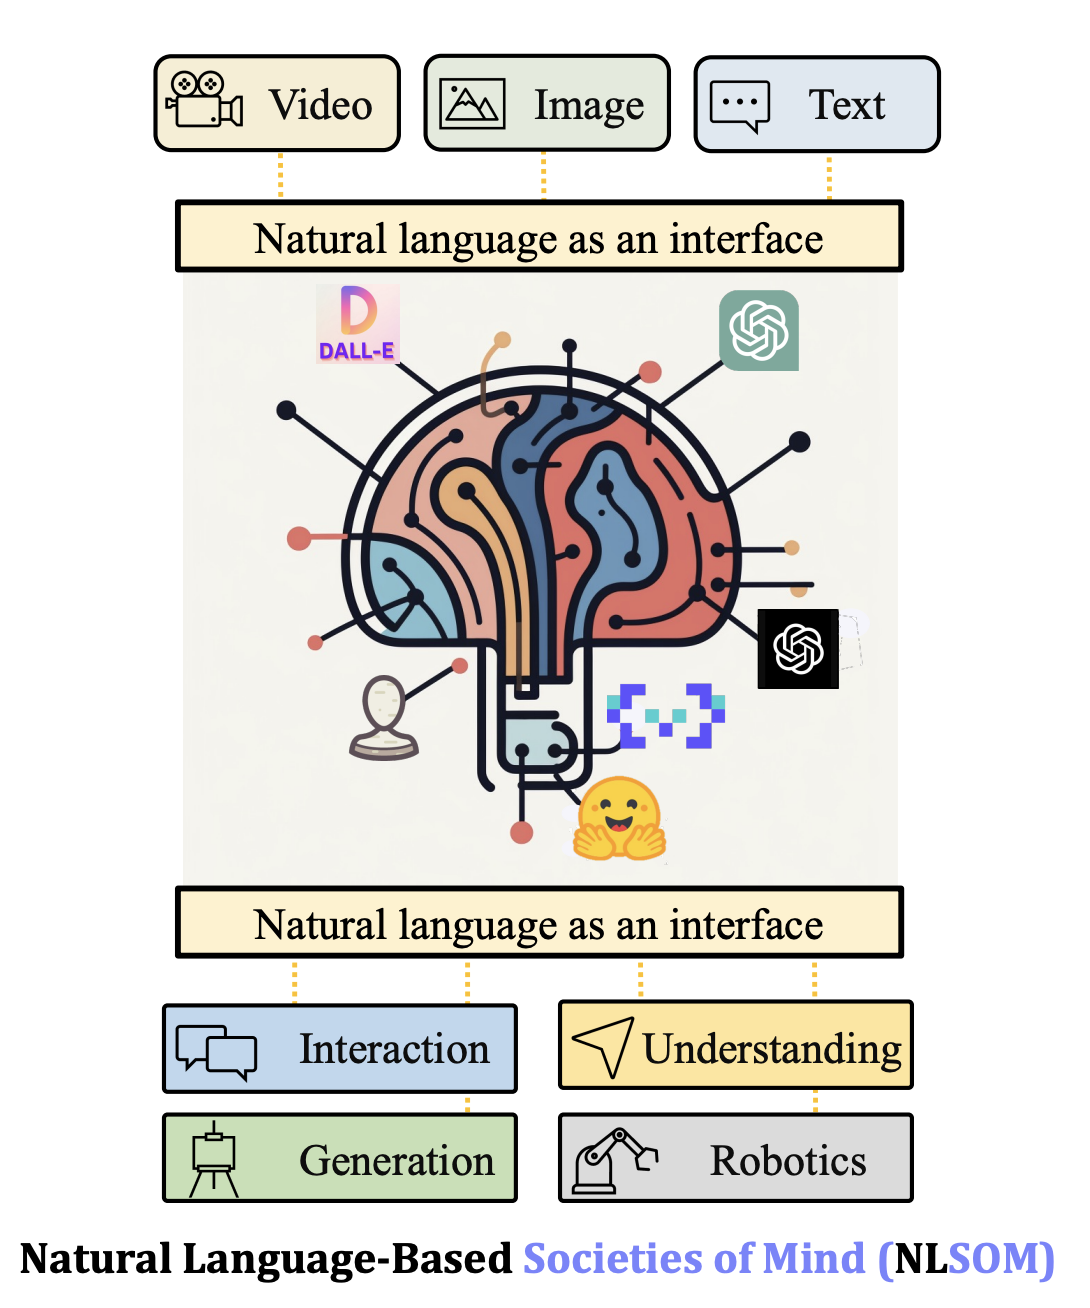 Video
Image
Text
Natural language as an interface
D
DALL-E
Natural language as an interface
Interaction
Understanding
Generation
Robotics
Natural Language-Based Societies of Mind (NLSOM)